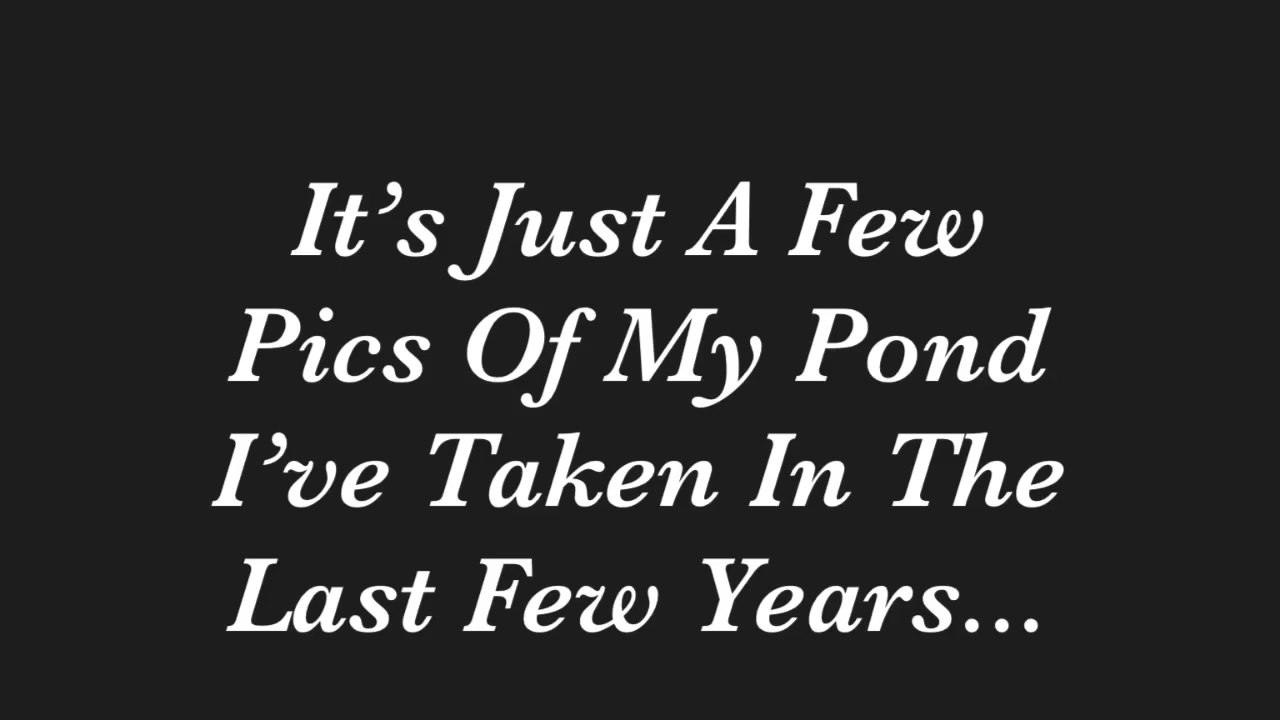 It’s Just A Few
Pics Of My Pond
I’ve Taken In The
Last Few Years...